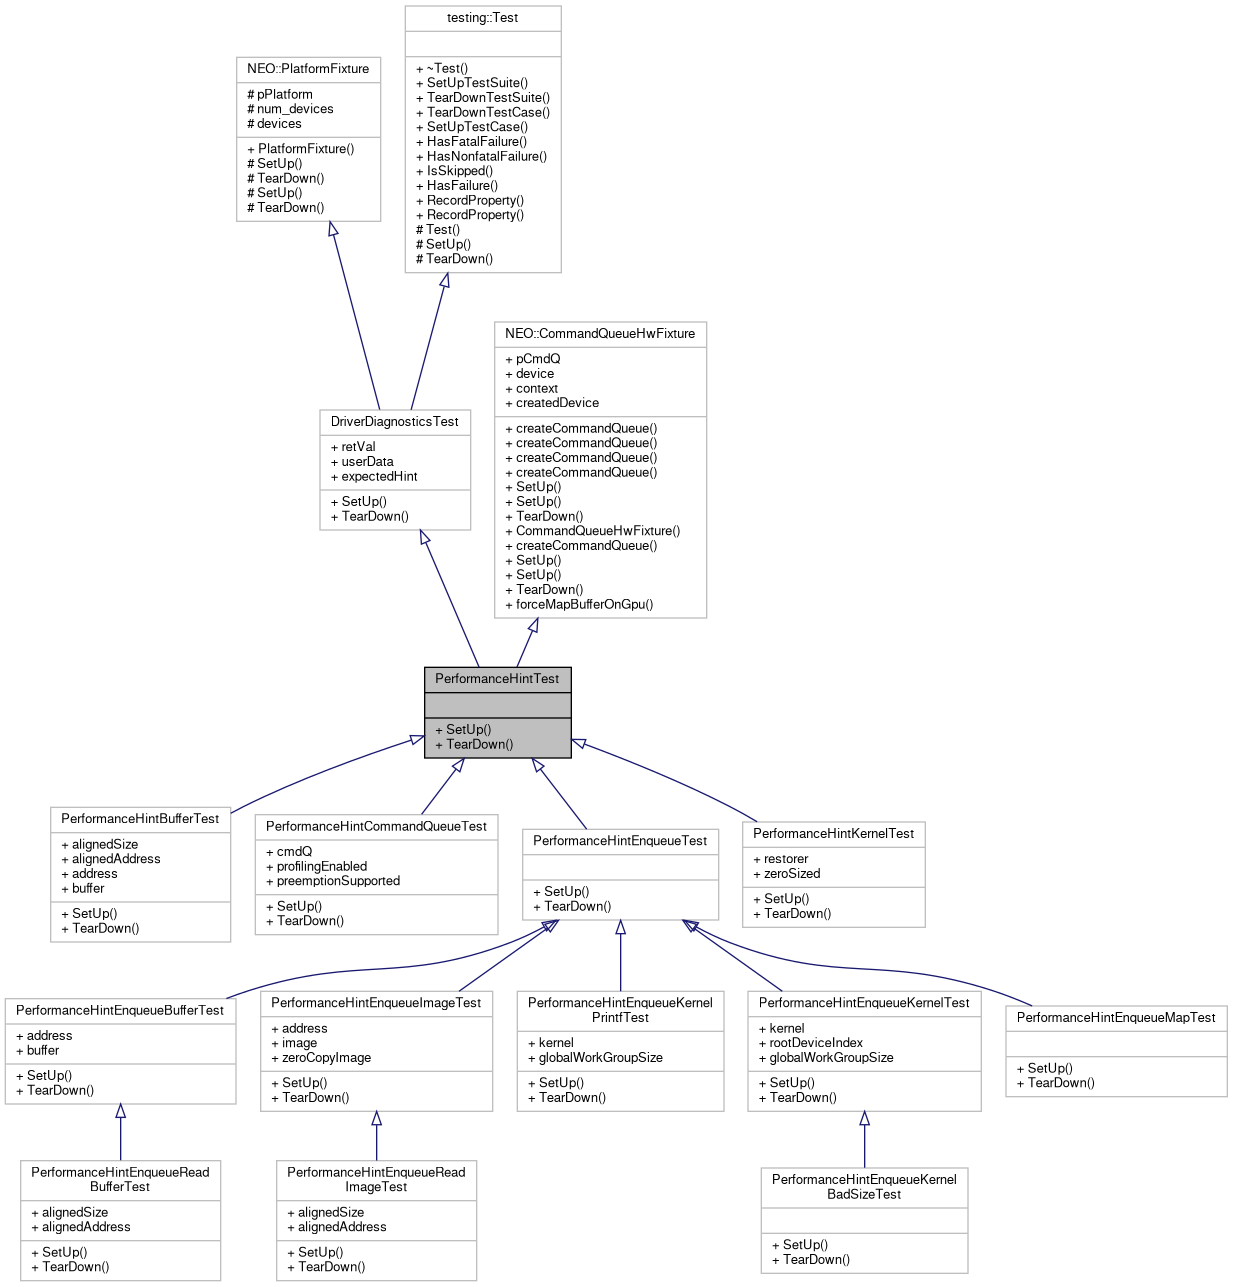 testing::Test
+ ~Test()
+ SetUpTestSuite()
+ TearDownTestSuite()
+ TearDownTestCase()
+ SetUpTestCase()
+ HasFatalFailure()
+ HasNonfatalFailure()
+ IsSkipped()
+ HasFailure()
+ RecordProperty()
+ RecordProperty()
# Test()
# SetUp()
# TearDown()
NEO::PlatformFixture
# pPlatform
# num_devices
# devices
+ PlatformFixture()
# SetUp()
# TearDown()
# SetUp()
# TearDown()
NEO::CommandQueueHwFixture
+ pCmdQ
+ device
+ context
+ createdDevice
+ createCommandQueue()
+ createCommandQueue()
+ createCommandQueue()
+ createCommandQueue()
+ SetUp()
+ SetUp()
+ TearDown()
+ CommandQueueHwFixture()
+ createCommandQueue()
+ SetUp()
+ SetUp()
+ TearDown()
+ forceMapBufferOnGpu()
DriverDiagnosticsTest
+ retVal
+ userData
+ expectedHint
+ SetUp()
+ TearDown()
PerformanceHintTest
+ SetUp()
+ TearDown()
PerformanceHintBufferTest
+ alignedSize
+ alignedAddress
+ address
+ buffer
+ SetUp()
+ TearDown()
PerformanceHintCommandQueueTest
+ cmdQ
+ profilingEnabled
+ preemptionSupported
+ SetUp()
+ TearDown()
PerformanceHintEnqueueTest
+ SetUp()
+ TearDown()
PerformanceHintKernelTest
+ restorer
+ zeroSized
+ SetUp()
+ TearDown()
PerformanceHintEnqueueBufferTest
+ address
+ buffer
+ SetUp()
+ TearDown()
PerformanceHintEnqueueImageTest
+ address
+ image
+ zeroCopyImage
+ SetUp()
+ TearDown()
PerformanceHintEnqueueKernel
PrintfTest
+ kernel
+ globalWorkGroupSize
+ SetUp()
+ TearDown()
PerformanceHintEnqueueKernelTest
+ kernel
+ rootDeviceIndex
+ globalWorkGroupSize
+ SetUp()
+ TearDown()
PerformanceHintEnqueueMapTest
+ SetUp()
+ TearDown()
PerformanceHintEnqueueRead
BufferTest
+ alignedSize
+ alignedAddress
+ SetUp()
+ TearDown()
PerformanceHintEnqueueRead
ImageTest
+ alignedSize
+ alignedAddress
+ SetUp()
+ TearDown()
PerformanceHintEnqueueKernel
BadSizeTest
+ SetUp()
+ TearDown()